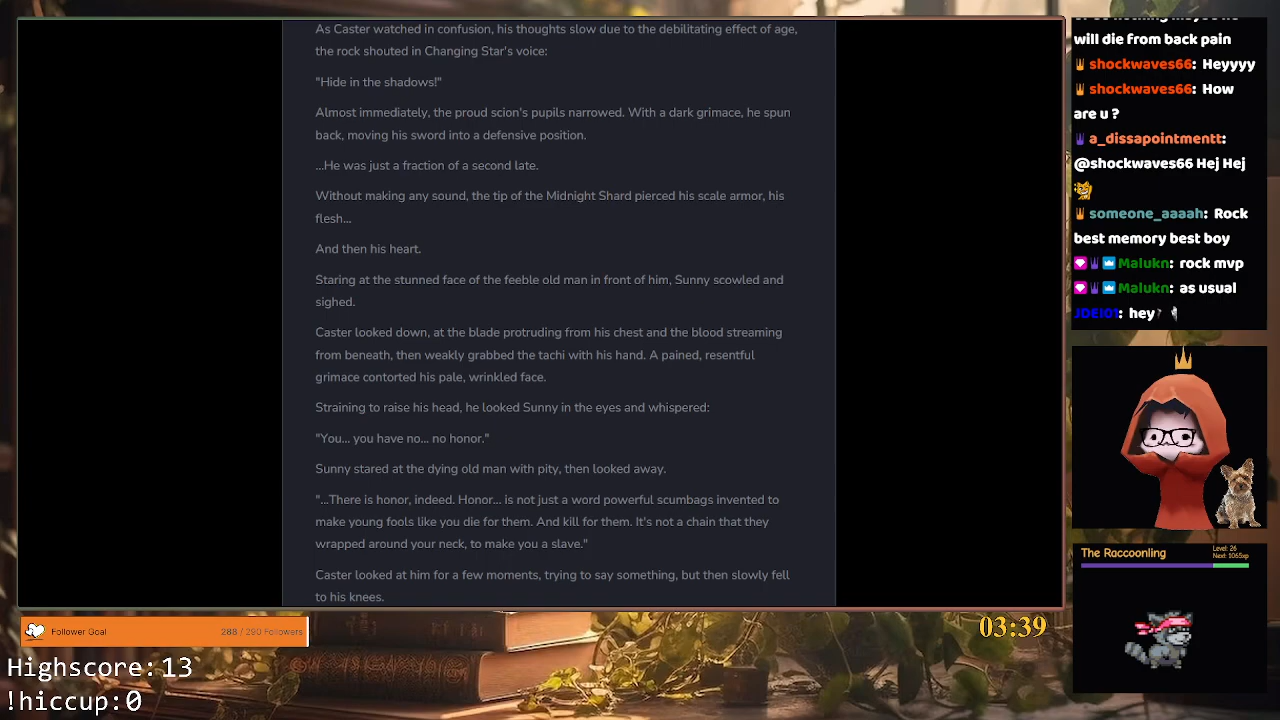 As Caster watched in confusion, his thoughts slow due to the debilitating effect of age,
the rock shouted in Changing Star's voice:
"Hide in the shadows!"
Almost immediately, the proud scion's pupils narrowed. With a dark grimace, he spun
back, moving his sword into a defensive position.
...He was just a fraction of a second late.
Without making any sound, the tip of the Midnight Shard pierced his scale armor, his
flesh...
And then his heart.
Staring at the stunned face of the feeble old man in front of him, Sunny scowled and
sighed.
Caster looked down, at the blade protruding from his chest and the blood streaming
from beneath, then weakly grabbed the tachi with his hand. A pained, resentful
grimace contorted his pale, wrinkled face.
Straining to raise his head, he looked Sunny in the eyes and whispered:
"You... you have no... no honor."
Sunny stared at the dying old man with pity, then looked away.
"...There is honor, indeed. Honor... is not just a word powerful scumbags invented to
make young fools like you die for them. And kill for them. It's not a chain that they
wrapped around your neck, to make you a slave."
Caster looked at him for a few moments, trying to say something, but then slowly fell
to his knees.
will die from back pain
shockwaves66: Heyyyy
shockwaves66: How
are u ?
a_dissapointmentt:
@shockwaves66 Hej Hej
someone_aaaah: Rock
best memory best boy
Malukn: rock mvp
Malukn: as usual
JDEI01: hey
The Raccoonling
Level: 26
Next: 1065xp
Follower Goal
288 / 290 Followers
03:39
Highscore:13
!hiccup:0